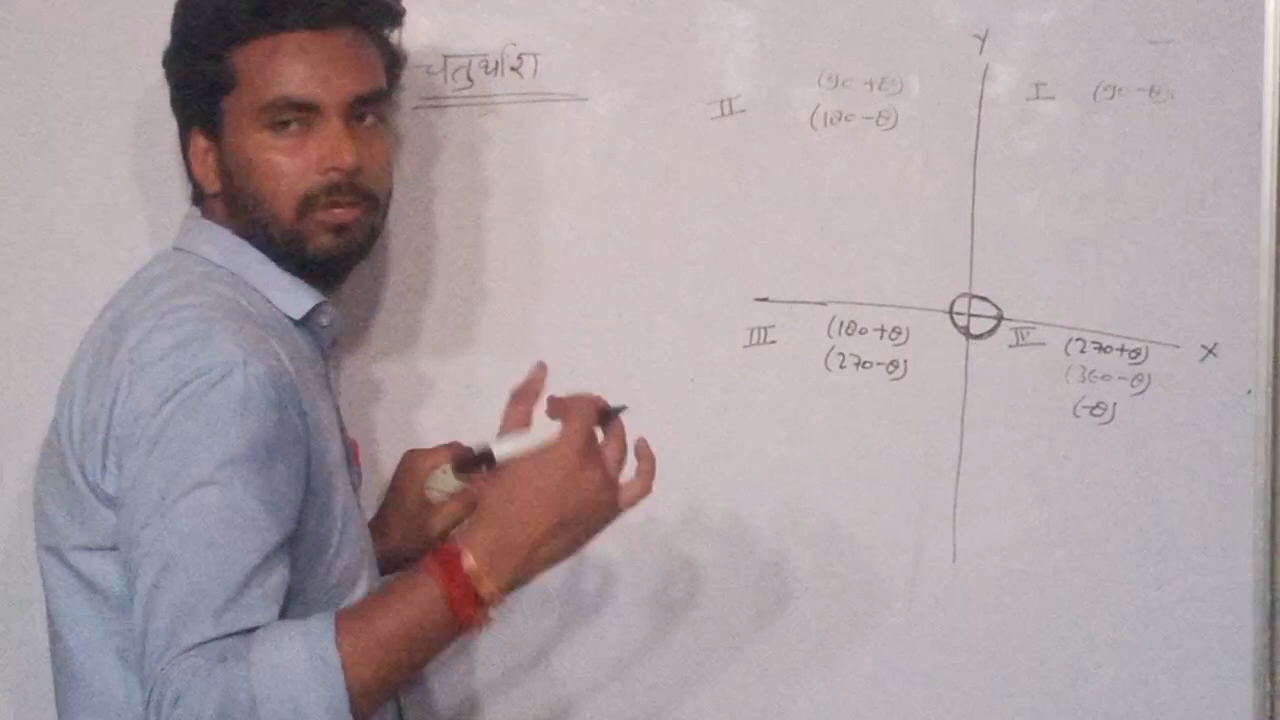 चतुर्थांश
Y
II
(90+θ)
(180-θ)
I (90-θ)
III
(180+θ)
(270-θ)
IV
(270+θ)
(360-θ)
(-θ)
X